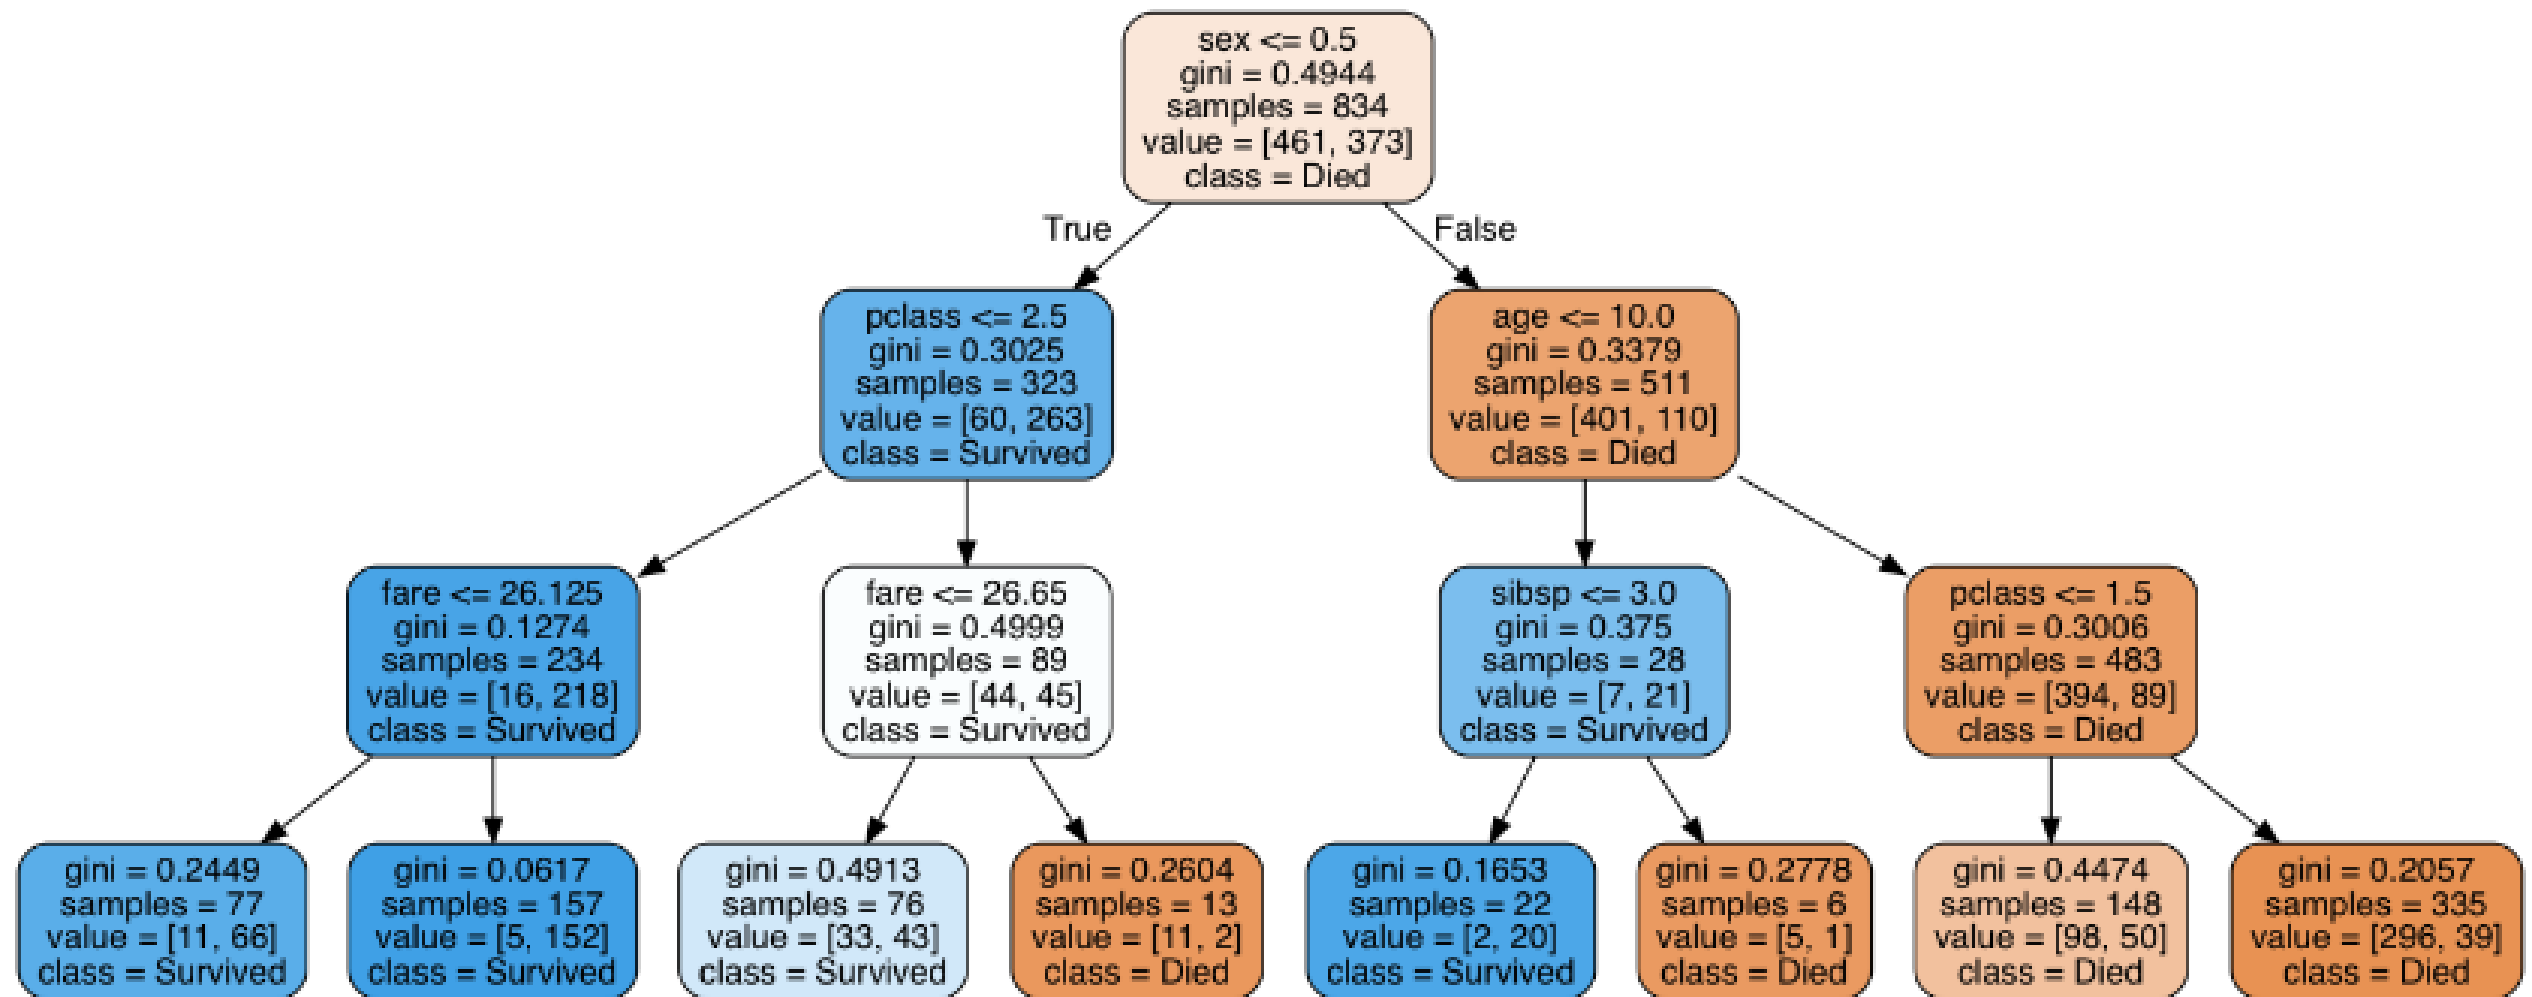 sex <= 0.5
gini = 0.4944
samples = 834
value = [461, 373]
class = Died
True
False
pclass <= 2.5
gini = 0.3025
samples = 323
value = [60, 263]
class = Survived
age <= 10.0
gini = 0.3379
samples = 511
value = [401, 110]
class = Died
fare <= 26.125
gini = 0.1274
samples = 234
value = [16, 218]
class = Survived
fare <= 26.65
gini = 0.4999
samples = 89
value = [44, 45]
class = Survived
sibsp <= 3.0
gini = 0.375
samples = 28
value = [7, 21]
class = Survived
pclass <= 1.5
gini = 0.3006
samples = 483
value = [394, 89]
class = Died
gini = 0.2449
samples = 77
value = [11, 66]
class = Survived
gini = 0.0617
samples = 157
value = [5, 152]
class = Survived
gini = 0.4913
samples = 76
value = [33, 43]
class = Survived
gini = 0.2604
samples = 13
value = [11, 2]
class = Died
gini = 0.1653
samples = 22
value = [2, 20]
class = Survived
gini = 0.2778
samples = 6
value = [5, 1]
class = Died
gini = 0.4474
samples = 148
value = [98, 50]
class = Died
gini = 0.2057
samples = 335
value = [296, 39]
class = Died